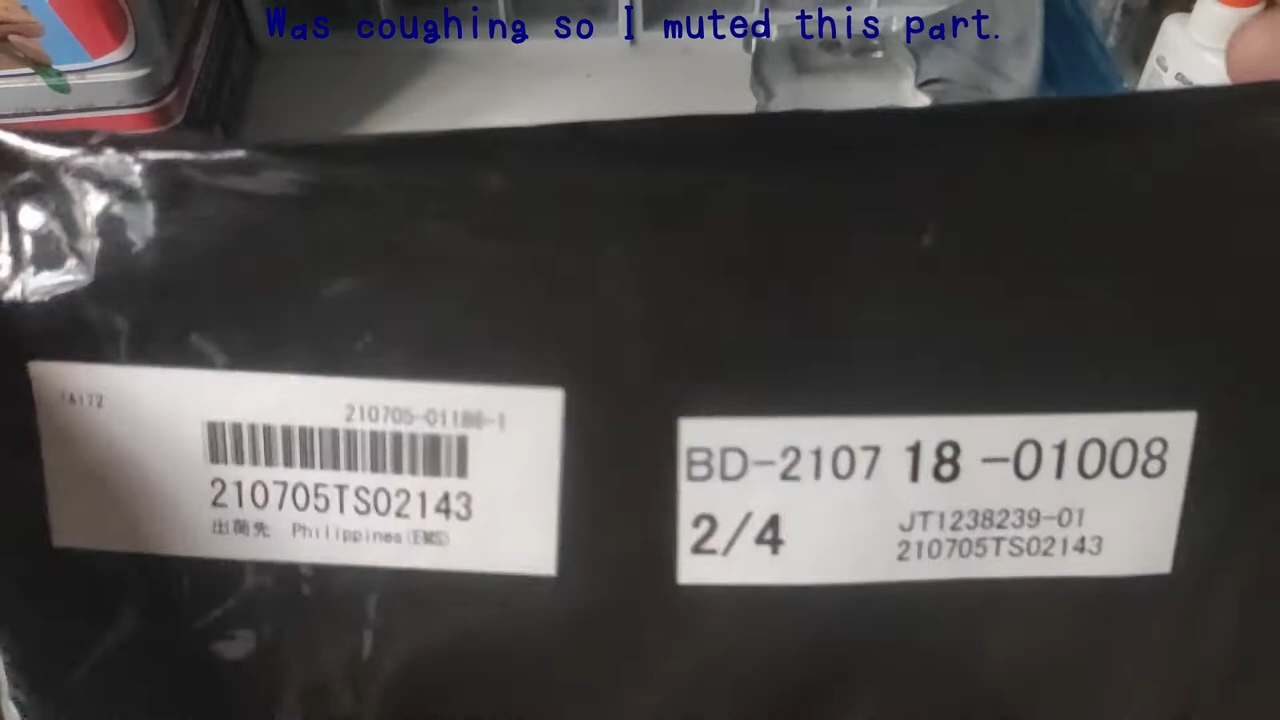 Was coughing so I muted this part.
210705TS02143
出荷先 Philippines(EMS)
BD-2107 18 -01008
2/4
JT1238239-01
210705TS02143